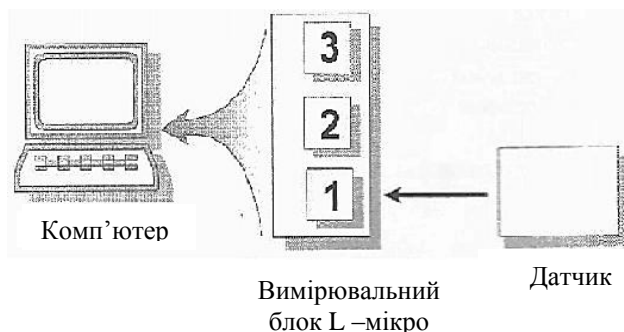 3
2
1
Комп’ютер
Датчик
Вимірювальний
блок L –мікро